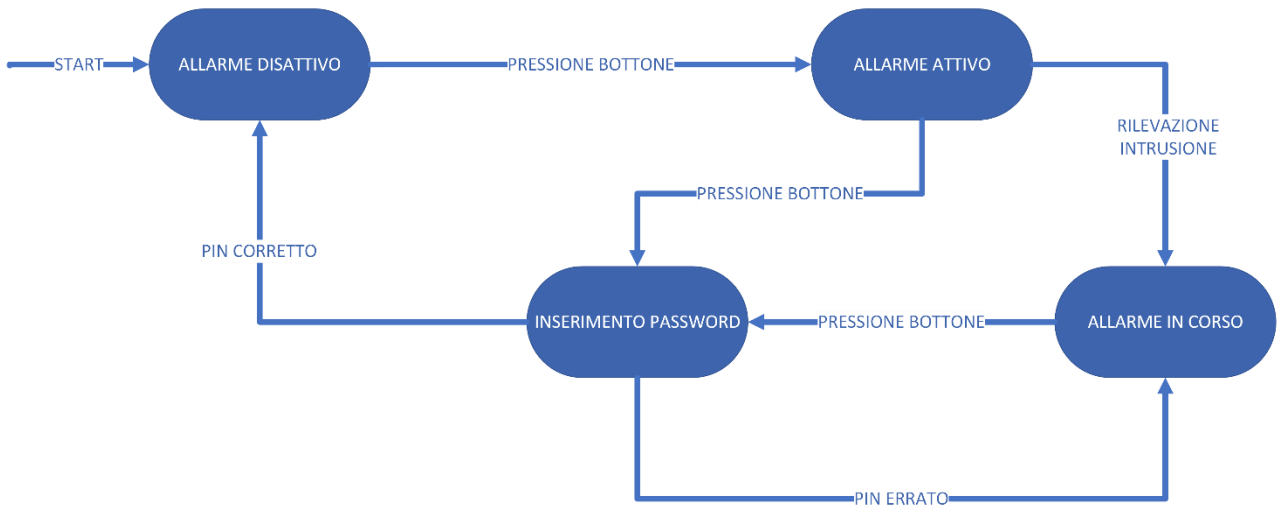 START
ALLARME DISATTIVO
PRESSIONE BOTTONE
ALLARME ATTIVO
RILEVAZIONE
INTRUSIONE
PRESSIONE BOTTONE
PIN CORRETTO
INSERIMENTO PASSWORD
PRESSIONE BOTTONE
ALLARME IN CORSO
PIN ERRATO